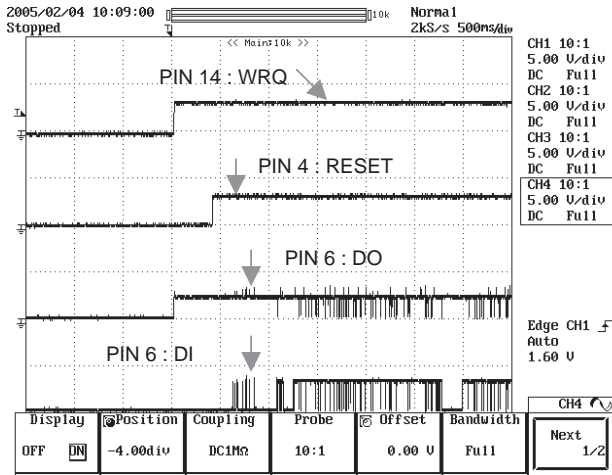 2005/02/04 10:09:00
10k
Normal
Stopped
2kS/s 500ms/div
<< Main:10k >>
CH1 10:1
5.00 V/div
DC Full
CH2 10:1
5.00 V/div
DC Full
CH3 10:1
5.00 V/div
DC Full
CH4 10:1
5.00 V/div
DC Full
PIN 14 : WRQ
PIN 4 : RESET
PIN 6 : DO
PIN 6 : DI
Edge CH1
Auto
1.60 V
CH4
Display
OFF ON
Position
-4.00div
Coupling
DC1MΩ
Probe
10:1
Offset
0.00 V
Bandwidth
Full
Next
1/2